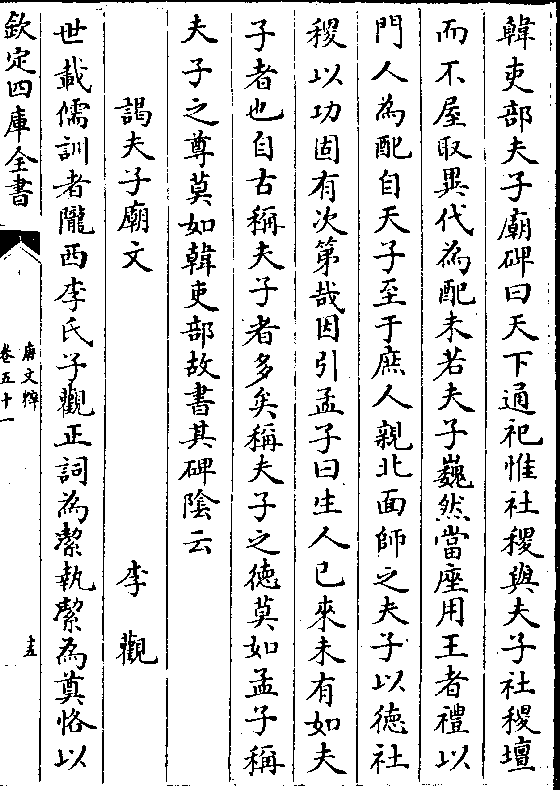 韓吏部夫子廟碑曰天下通祀惟社稷與夫子社稷壇
而不屋取異代為配未若夫子巍然當座用王者禮以
門人為配自天子至于庶人親北面師之夫子以徳社
稷以功固有次第哉因引孟子曰生人已來未有如夫
子者也自古稱夫子者多矣稱夫子之徳莫如孟子稱
夫子之尊莫如韓吏部故書其碑陰云
謁夫子廟文 李觀
世載儒訓者隴西李氏子觀正詞為絜執絜為奠恪以
欽定四庫全書
唐文粹
卷五十一